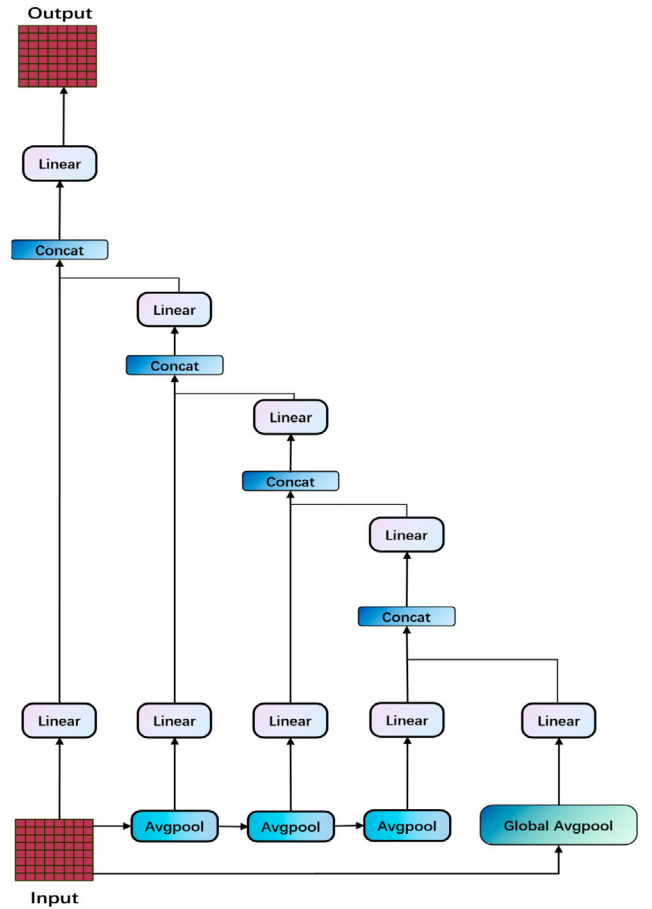 Output
Linear
Concat
Linear
Concat
Linear
Concat
Linear
Concat
Linear
Linear
Linear
Linear
Linear
Avgpool
Avgpool
Avgpool
Global Avgpool
Input